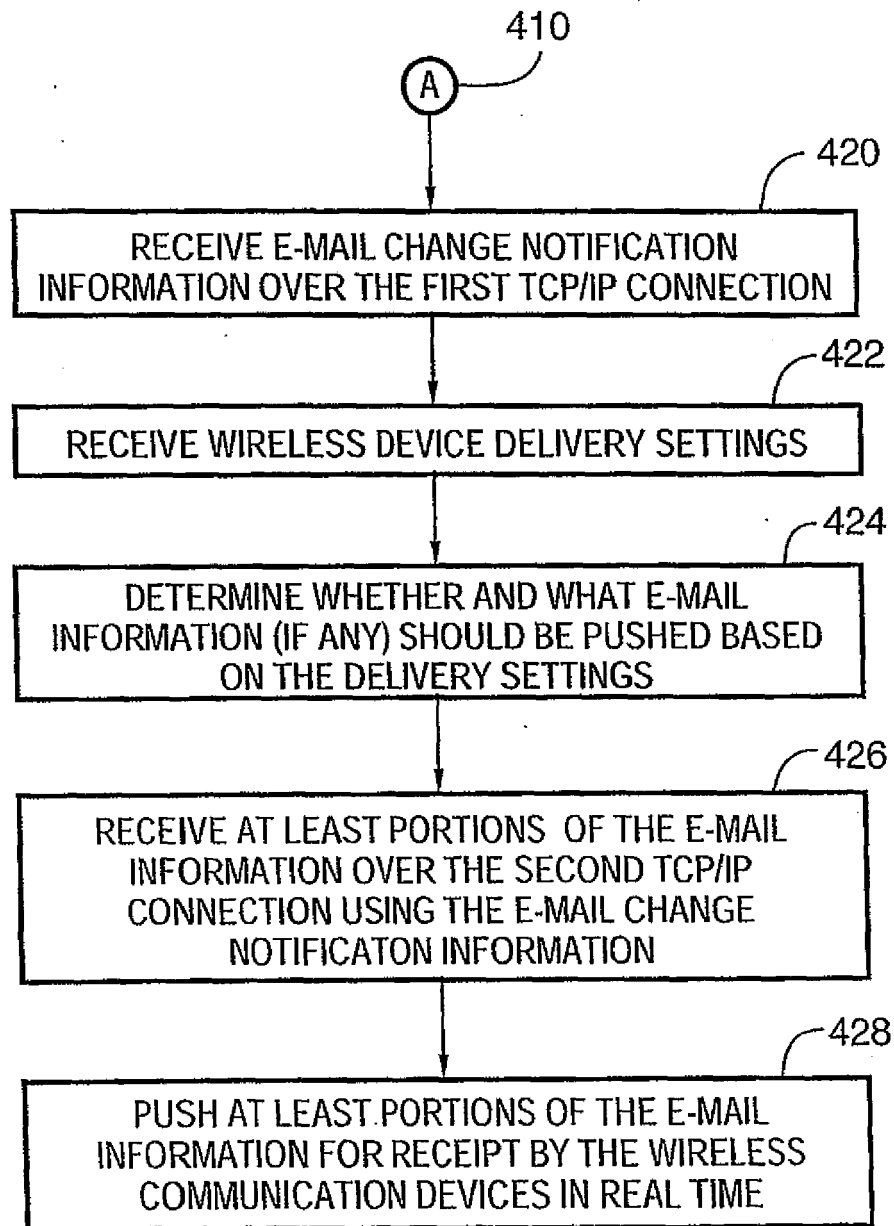 410
A
420
RECEIVE E-MAIL CHANGE NOTIFICATION
INFORMATION OVER THE FIRST TCP/IP CONNECTION
422
RECEIVE WIRELESS DEVICE DELIVERY SETTINGS
424
DETERMINE WHETHER AND WHAT E-MAIL
INFORMATION (IF ANY) SHOULD BE PUSHED BASED
ON THE DELIVERY SETTINGS
426
RECEIVE AT LEAST PORTIONS OF THE E-MAIL
INFORMATION OVER THE SECOND TCP/IP
CONNECTION USING THE E-MAIL CHANGE
NOTIFICATON INFORMATION
428
PUSH AT LEAST PORTIONS OF THE E-MAIL
INFORMATION FOR RECEIPT BY THE WIRELESS
COMMUNICATION DEVICES IN REAL TIME